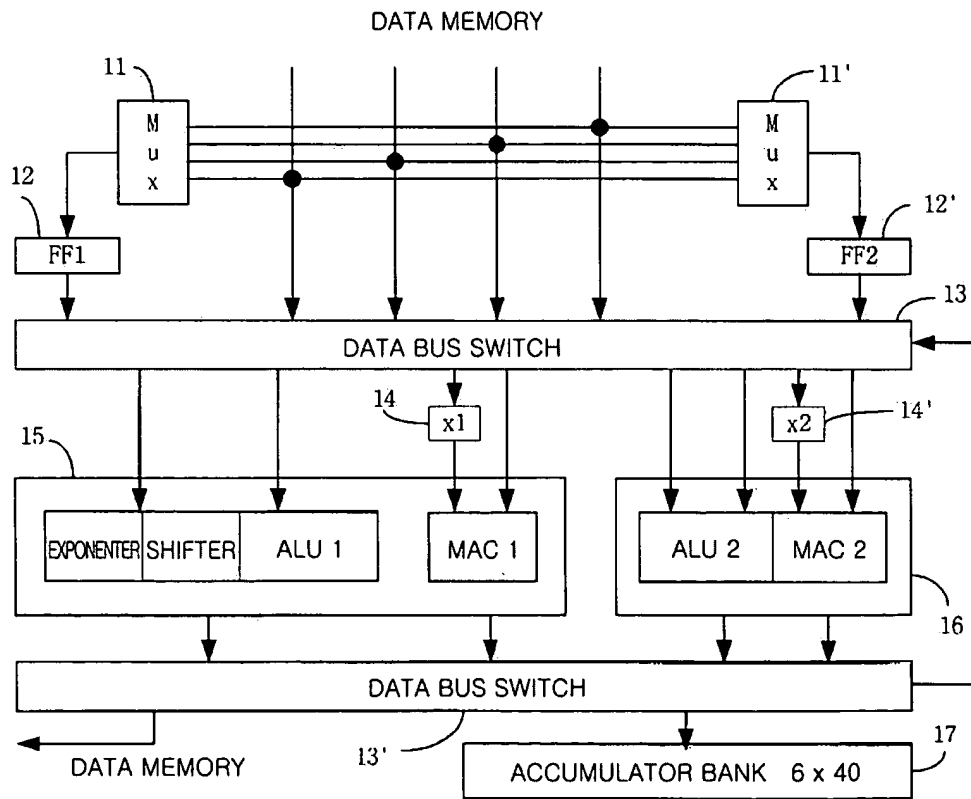 DATA MEMORY
11
11'
M
u
x
M
u
x
12
12'
FF1
FF2
13
DATA BUS SWITCH
14
x1
x2
14'
15
EXPONENTER SHIFTER ALU 1 MAC 1
ALU 2 MAC 2
16
DATA BUS SWITCH
13'
DATA MEMORY
17
ACCUMULATOR BANK 6 x 40